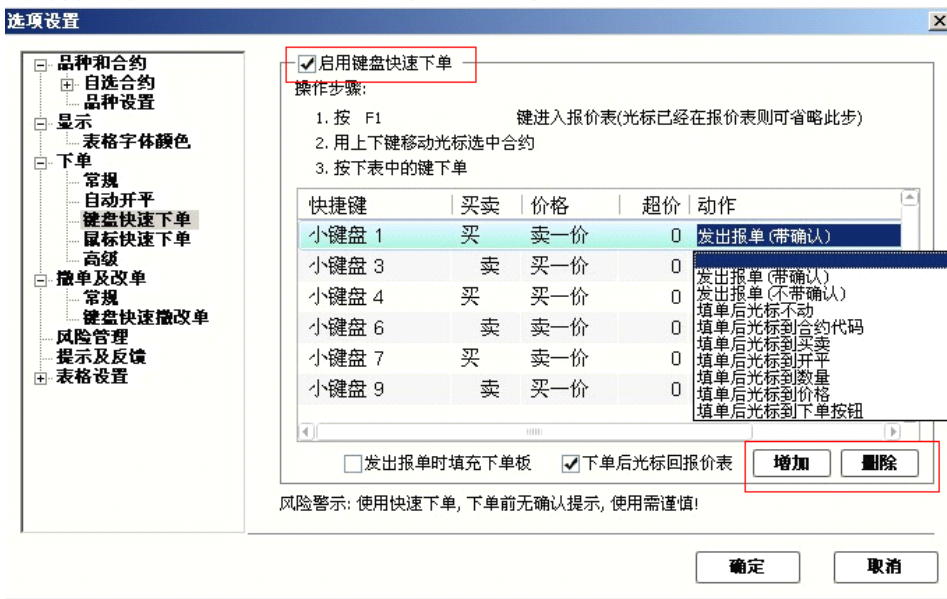 选项设置
品种和合约
自选合约
品种设置
显示
表格字体颜色
下单
常规
自动开平
键盘快速下单
鼠标快速下单
高级
撤单及改单
常规
键盘快速撤改单
风险管理
提示及反馈
表格设置
启用键盘快速下单
操作步骤:
1. 按 F1 键进入报价表(光标已经在报价表则可省略此步)
2. 用上下键移动光标选中合约
3. 按下表中的键下单
快捷键 买卖 价格 超价 动作
小键盘 1 买 卖一价 0 发出报单(带确认)
小键盘 3 卖 买一价 0
小键盘 4 买 买一价 0
小键盘 6 卖 卖一价 0
小键盘 7 买 卖一价 0
小键盘 9 卖 买一价 0
发出报单(带确认)
发出报单(不带确认)
填单后光标不动
填单后光标到合约代码
填单后光标到买卖
填单后光标到开平
填单后光标到数量
填单后光标到价格
填单后光标到下单按钮
发出报单时填充下单板 下单后光标回报价表 增加 删除
风险警示: 使用快速下单, 下单前无确认提示, 使用需谨慎!
确定 取消